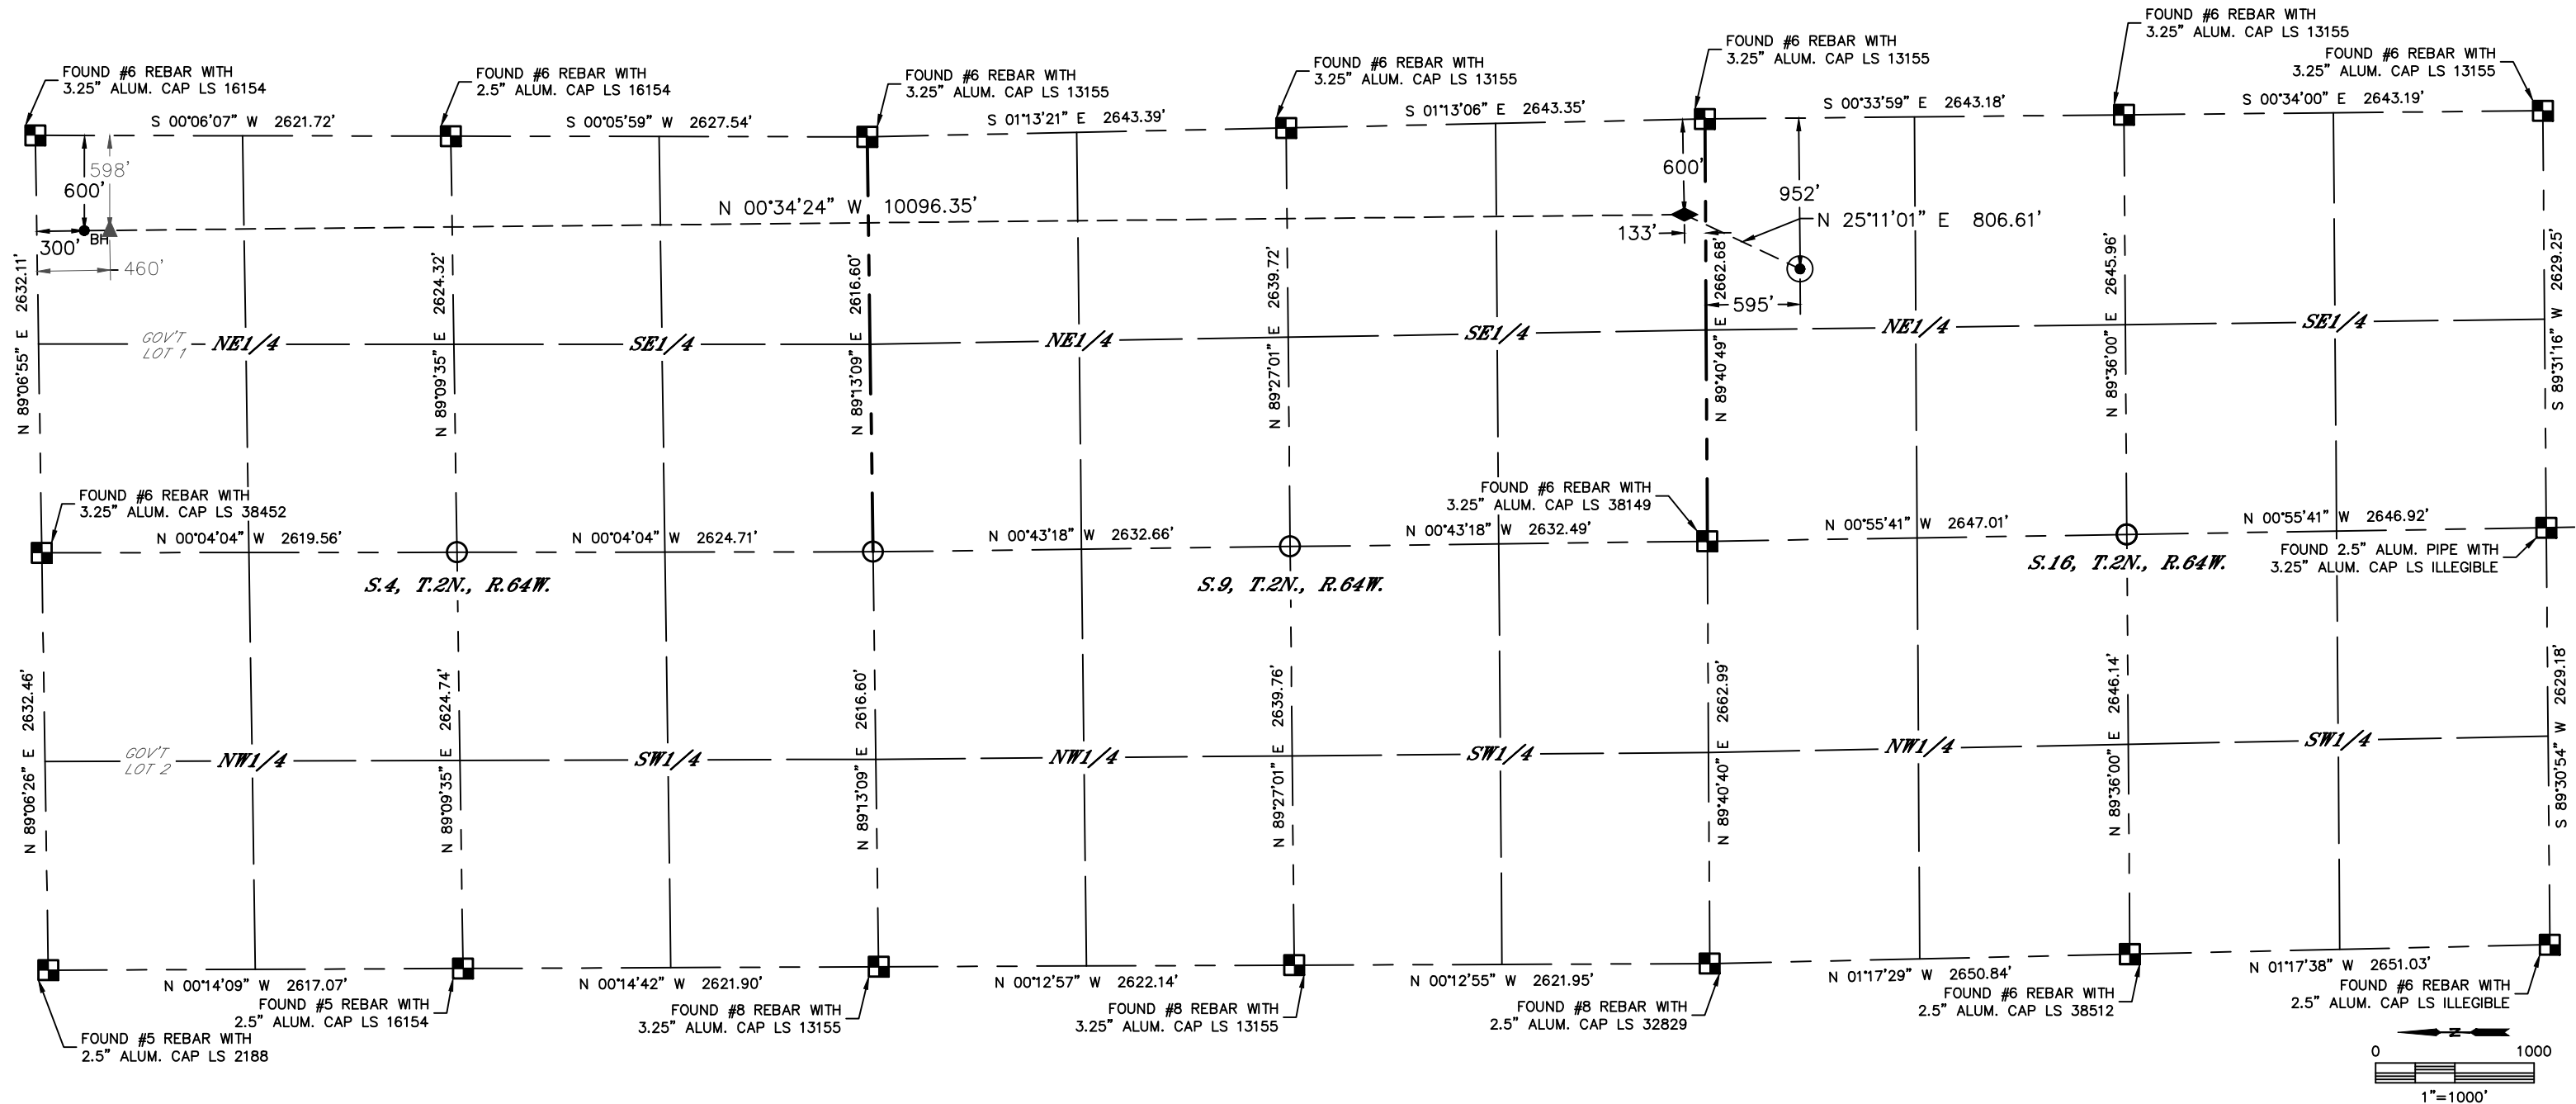 FOUND #6 REBAR WITH
3.25" ALUM. CAP LS 13155
FOUND #6 REBAR WITH
3.25" ALUM. CAP LS 13155
FOUND #6 REBAR WITH
3.25" ALUM. CAP LS 13155
FOUND #6 REBAR WITH
3.25" ALUM. CAP LS 13155
FOUND #6 REBAR WITH
3.25" ALUM. CAP LS 16154
FOUND #6 REBAR WITH
2.5" ALUM. CAP LS 16154
FOUND #6 REBAR WITH
3.25" ALUM. CAP LS 13155
S 00°06'07" W 2621.72'
S 00°05'59" W 2627.54'
S 01°13'21" E 2643.39'
S 01°13'06" E 2643.35'
S 00°33'59" E 2643.18'
S 00°34'00" E 2643.19'
598'
600'
600'
952'
N 00°34'24" W 10096.35'
N 25°11'01" E 806.61'
BH
300'
460'
133'
595'
N 89°06'55" E 2632.11'
N 89°09'35" E 2624.32'
N 89°13'09" E 2616.60'
N 89°27'01" E 2639.72'
N 89°40'49" E 2662.68'
N 89°36'00" E 2645.96'
S 89°31'16" W 2629.25'
GOV'T
LOT 1
NE1/4
SE1/4
NE1/4
SE1/4
NE1/4
SE1/4
FOUND #6 REBAR WITH
3.25" ALUM. CAP LS 38452
FOUND #6 REBAR WITH
3.25" ALUM. CAP LS 38149
N 00°04'04" W 2619.56'
N 00°04'04" W 2624.71'
N 00°43'18" W 2632.66'
N 00°43'18" W 2632.49'
N 00°55'41" W 2647.01'
N 00°55'41" W 2646.92'
FOUND 2.5" ALUM. PIPE WITH
3.25" ALUM. CAP LS ILLEGIBLE
S.4, T.2N., R.64W.
S.9, T.2N., R.64W.
S.16, T.2N., R.64W.
N 89°06'26" E 2632.46'
N 89°09'35" E 2624.74'
N 89°13'09" E 2616.60'
N 89°27'01" E 2639.76'
N 89°40'40" E 2662.99'
N 89°36'00" E 2646.14'
S 89°30'54" W 2629.18'
GOV'T
LOT 2
NW1/4
SW1/4
NW1/4
SW1/4
NW1/4
SW1/4
N 00°14'09" W 2617.07'
N 00°14'42" W 2621.90'
N 00°12'57" W 2622.14'
N 00°12'55" W 2621.95'
N 01°17'29" W 2650.84'
N 01°17'38" W 2651.03'
FOUND #5 REBAR WITH
2.5" ALUM. CAP LS 2188
FOUND #5 REBAR WITH
2.5" ALUM. CAP LS 16154
FOUND #8 REBAR WITH
3.25" ALUM. CAP LS 13155
FOUND #8 REBAR WITH
3.25" ALUM. CAP LS 13155
FOUND #8 REBAR WITH
2.5" ALUM. CAP LS 32829
FOUND #6 REBAR WITH
2.5" ALUM. CAP LS 38512
FOUND #6 REBAR WITH
2.5" ALUM. CAP LS ILLEGIBLE
N
0 1000
1"=1000'